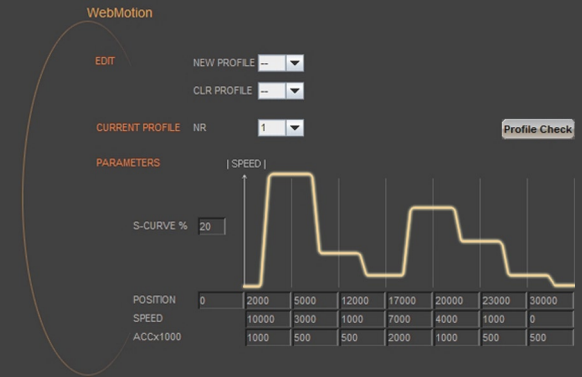 WebMotion
EDIT NEW PROFILE --
CLR PROFILE --
CURRENT PROFILE NR 1 Profile Check
PARAMETERS | SPEED |
S-CURVE % 20
POSITION 0 2000 5000 12000 17000 20000 23000 30000
SPEED 10000 3000 1000 7000 4000 1000 0
ACCx1000 1000 500 500 2000 1000 500 500